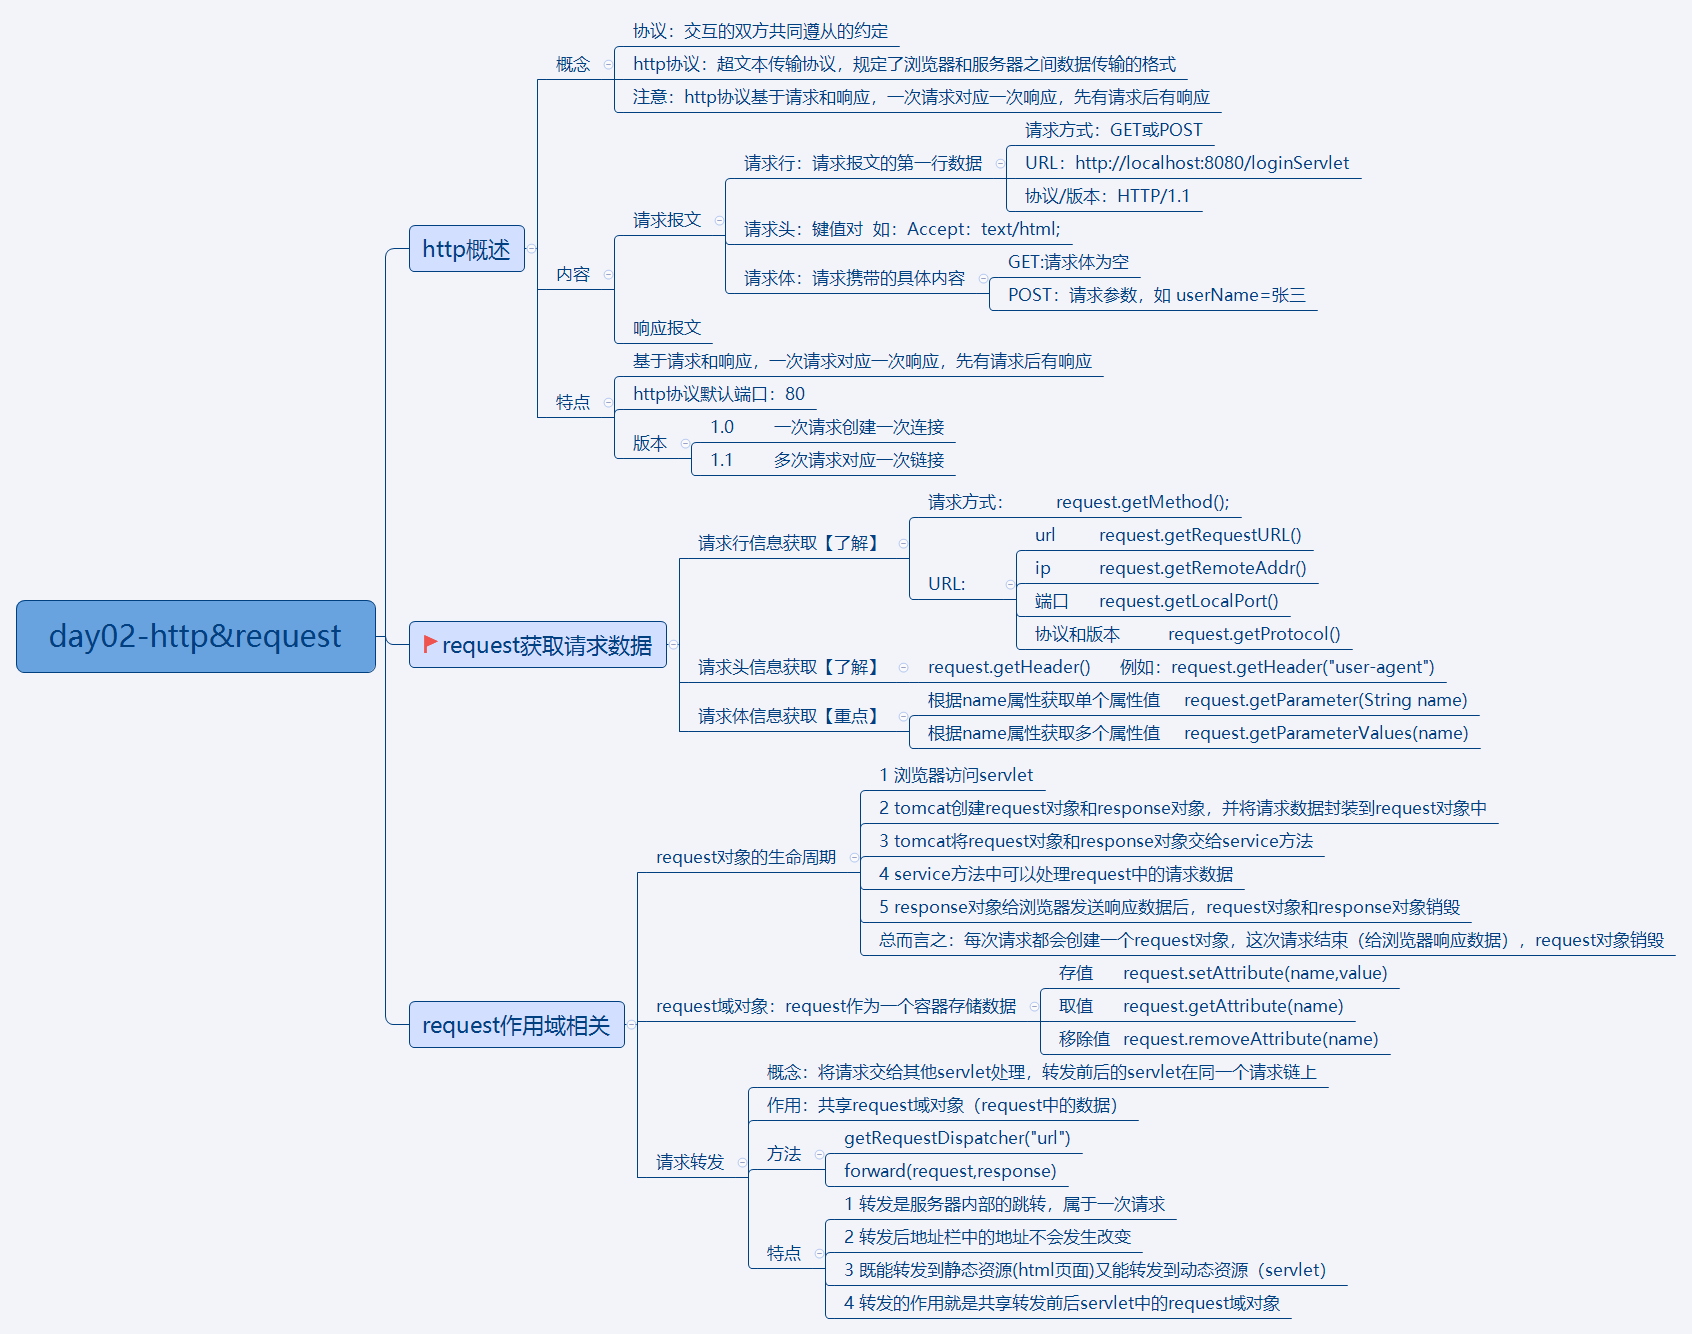 day02-http&request
http概述
概念
协议：交互的双方共同遵从的约定
http协议：超文本传输协议，规定了浏览器和服务器之间数据传输的格式
注意：http协议基于请求和响应，一次请求对应一次响应，先有请求后有响应
内容
请求报文
请求行：请求报文的第一行数据
请求方式：GET或POST
URL：http://localhost:8080/loginServlet
协议/版本：HTTP/1.1
请求头：键值对 如：Accept：text/html;
请求体：请求携带的具体内容
GET:请求体为空
POST：请求参数，如 userName=张三
响应报文
特点
基于请求和响应，一次请求对应一次响应，先有请求后有响应
http协议默认端口：80
版本
1.0 一次请求创建一次连接
1.1 多次请求对应一次链接
request获取请求数据
请求行信息获取【了解】
请求方式： request.getMethod();
URL:
url request.getRequestURL()
ip request.getRemoteAddr()
端口 request.getLocalPort()
协议和版本 request.getProtocol()
请求头信息获取【了解】
request.getHeader() 例如：request.getHeader("user-agent")
请求体信息获取【重点】
根据name属性获取单个属性值 request.getParameter(String name)
根据name属性获取多个属性值 request.getParameterValues(name)
request作用域相关
request对象的生命周期
1 浏览器访问servlet
2 tomcat创建request对象和response对象，并将请求数据封装到request对象中
3 tomcat将request对象和response对象交给service方法
4 service方法中可以处理request中的请求数据
5 response对象给浏览器发送响应数据后，request对象和response对象销毁
总而言之：每次请求都会创建一个request对象，这次请求结束（给浏览器响应数据），request对象销毁
request域对象：request作为一个容器存储数据
存值 request.setAttribute(name,value)
取值 request.getAttribute(name)
移除值 request.removeAttribute(name)
请求转发
概念：将请求交给其他servlet处理，转发前后的servlet在同一个请求链上
作用：共享request域对象（request中的数据）
方法
getRequestDispatcher("url")
forward(request,response)
特点
1 转发是服务器内部的跳转，属于一次请求
2 转发后地址栏中的地址不会发生改变
3 既能转发到静态资源(html页面)又能转发到动态资源（servlet）
4 转发的作用就是共享转发前后servlet中的request域对象